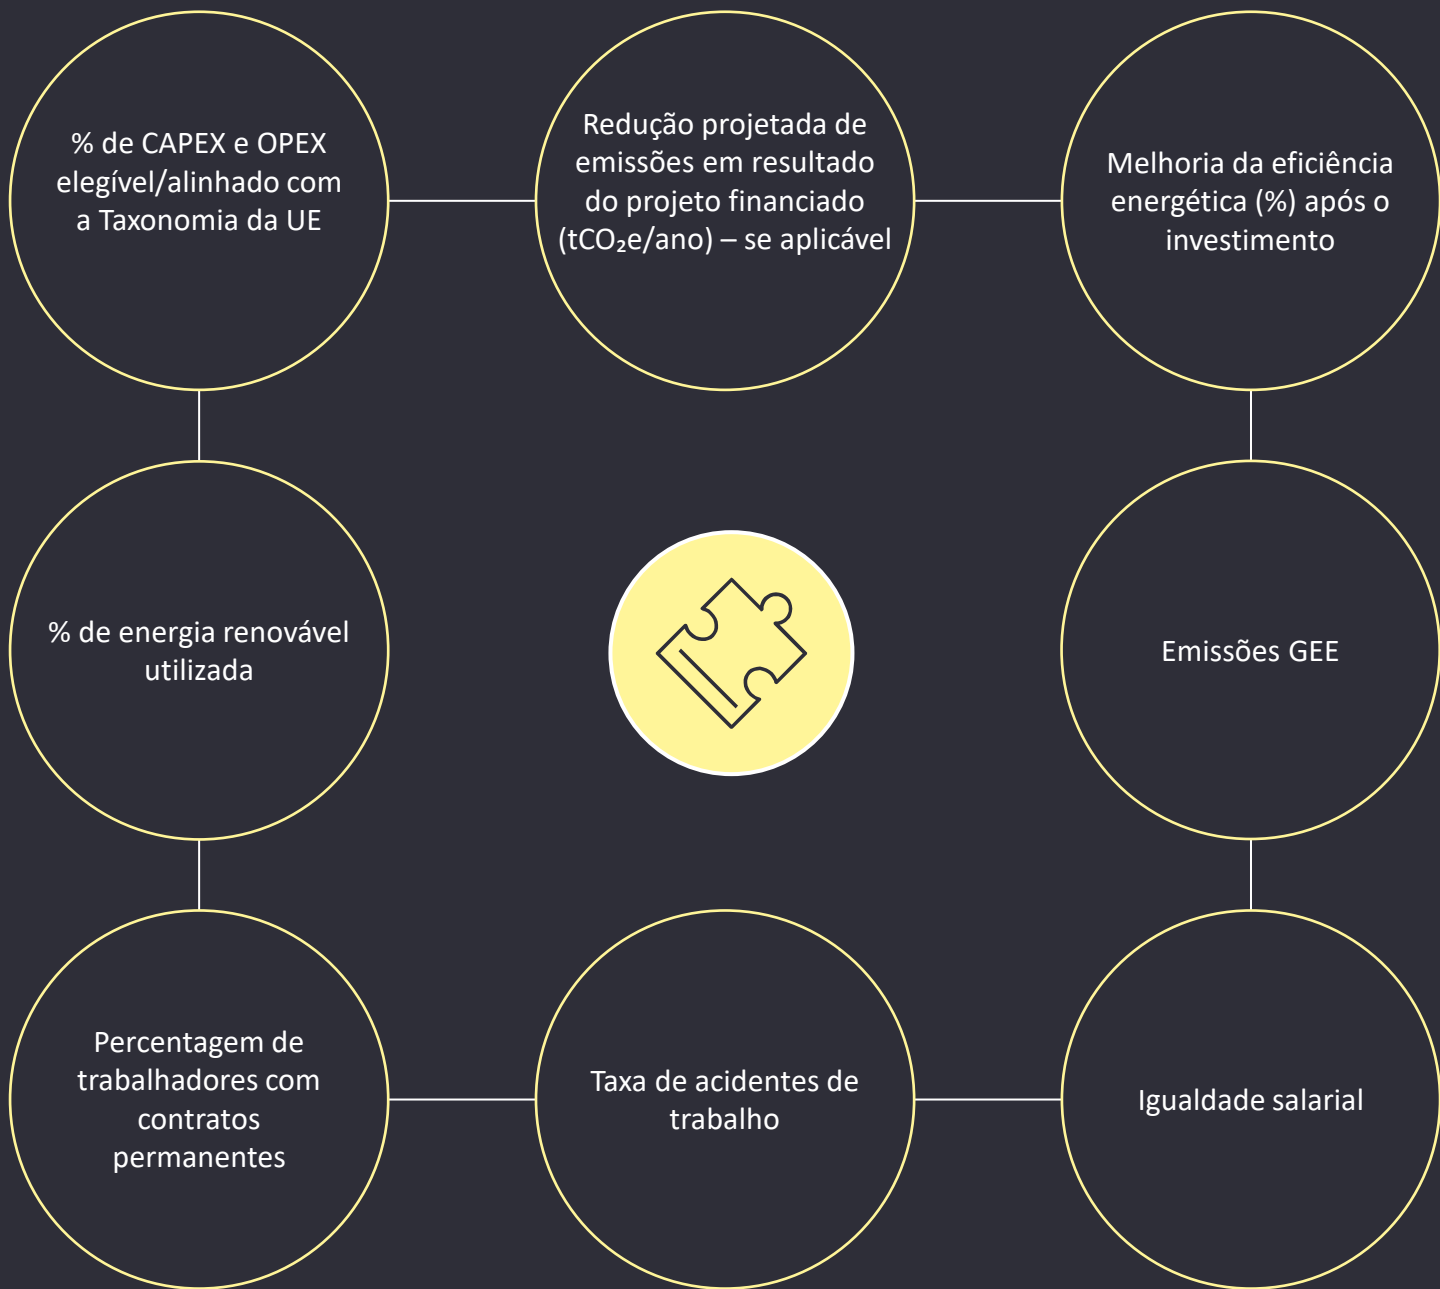 % de CAPEX e OPEX
elegível/alinhado com
a Taxonomia da UE
Redução projetada de
emissões em resultado
do projeto financiado
(tCO₂e/ano) – se aplicável
Melhoria da eficiência
energética (%) após o
investimento
% de energia renovável
utilizada
Emissões GEE
Percentagem de
trabalhadores com
contratos
permanentes
Taxa de acidentes de
trabalho
Igualdade salarial